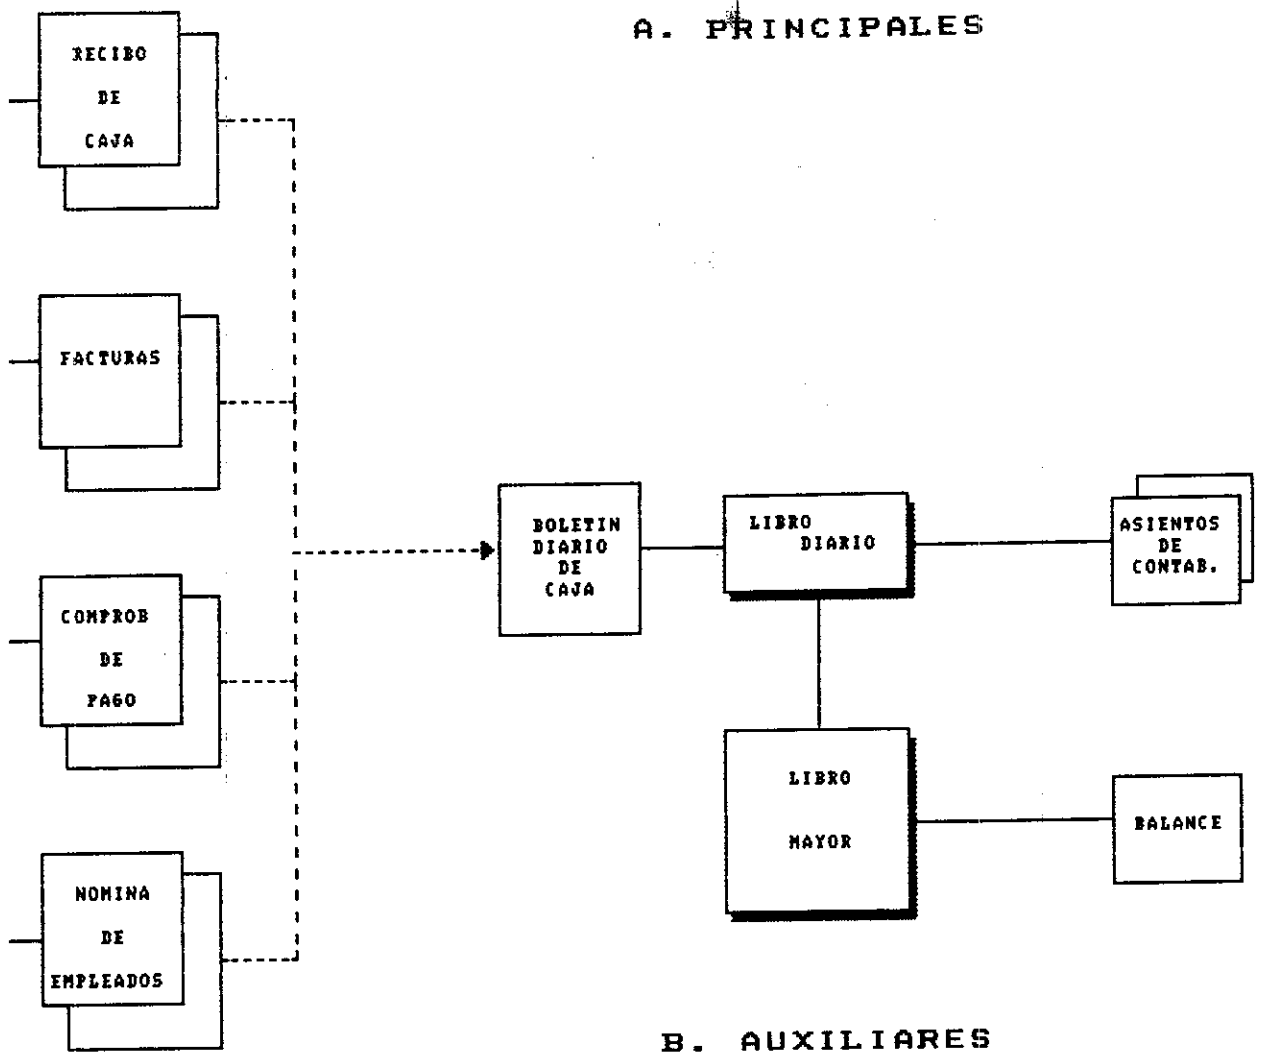 A. PRINCIPALES
RECIBO
DE
CAJA
FACTURAS
COMPROB
DE
PAGO
NOMINA
DE
EMPLEADOS
BOLETIN
DIARIO
DE
CAJA
LIBRO
DIARIO
ASIENTOS
DE
CONTAB.
LIBRO
MAYOR
BALANCE
B. AUXILIARES